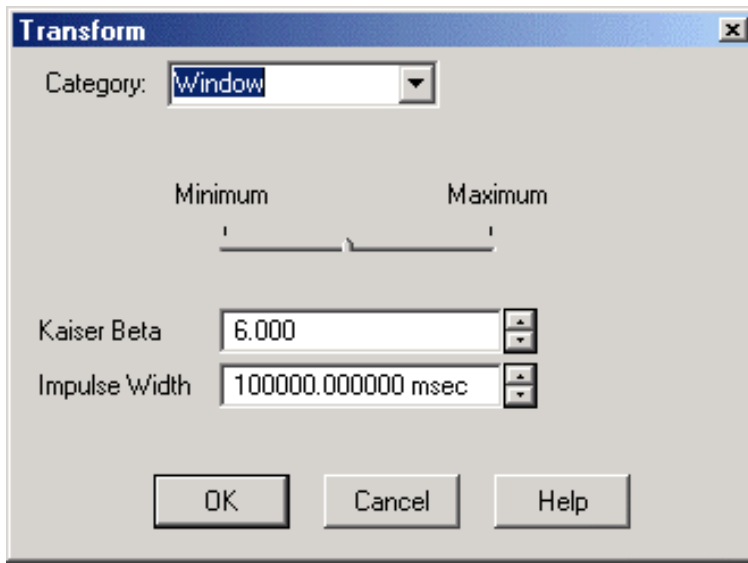 Transform
Category: Window
Minimum Maximum
Kaiser Beta 6.000
Impulse Width 100000.000000 msec
OK Cancel Help